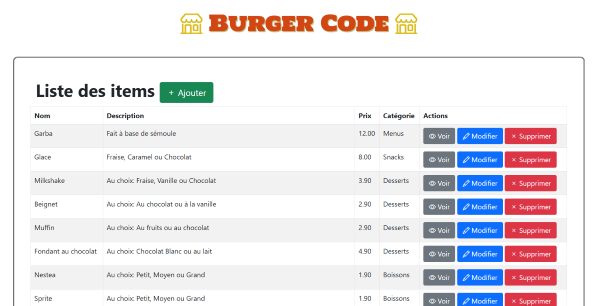 BURGER CODE
Liste des items + Ajouter
Nom Description Prix Catégorie Actions
Garba Fait à base de sémoule 12.00 Menus Voir Modifier × Supprimer
Glace Fraise, Caramel ou Chocolat 8.00 Snacks Voir Modifier × Supprimer
Milkshake Au choix: Fraise, Vanille ou Chocolat 3.90 Desserts Voir Modifier × Supprimer
Beignet Au choix: Au chocolat ou à la vanille 2.90 Desserts Voir Modifier × Supprimer
Muffin Au choix: Au fruits ou au chocolat 2.90 Desserts Voir Modifier × Supprimer
Fondant au chocolat Au choix: Chocolat Blanc ou au lait 4.90 Desserts Voir Modifier × Supprimer
Nestea Au choix: Petit, Moyen ou Grand 1.90 Boissons Voir Modifier × Supprimer
Sprite Au choix: Petit, Moyen ou Grand 1.90 Boissons Voir Modifier × Supprimer